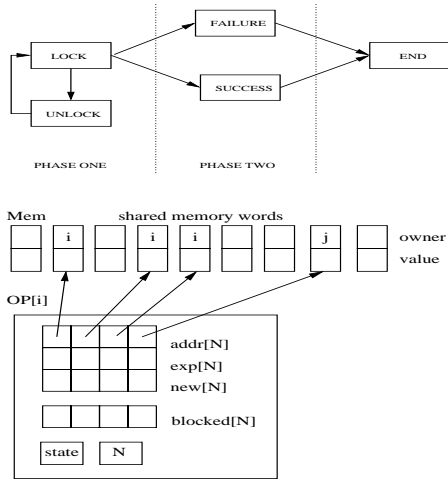 FAILURE
LOCK
END
SUCCESS
UNLOCK
PHASE ONE PHASE TWO
Mem shared memory words
i i i j owner
value
OP[i]
addr[N]
exp[N]
new[N]
blocked[N]
state N